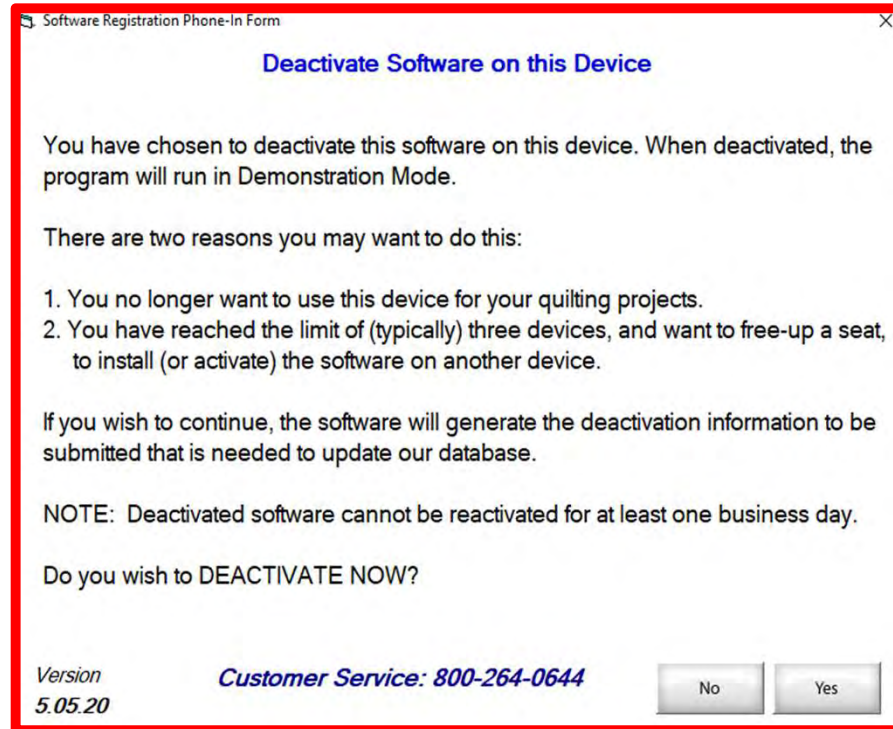 Software Registration Phone-In Form
Deactivate Software on this Device
You have chosen to deactivate this software on this device. When deactivated, the
program will run in Demonstration Mode.
There are two reasons you may want to do this:
1. You no longer want to use this device for your quilting projects.
2. You have reached the limit of (typically) three devices, and want to free-up a seat,
to install (or activate) the software on another device.
If you wish to continue, the software will generate the deactivation information to be
submitted that is needed to update our database.
NOTE: Deactivated software cannot be reactivated for at least one business day.
Do you wish to DEACTIVATE NOW?
Version
5.05.20
Customer Service: 800-264-0644
No
Yes